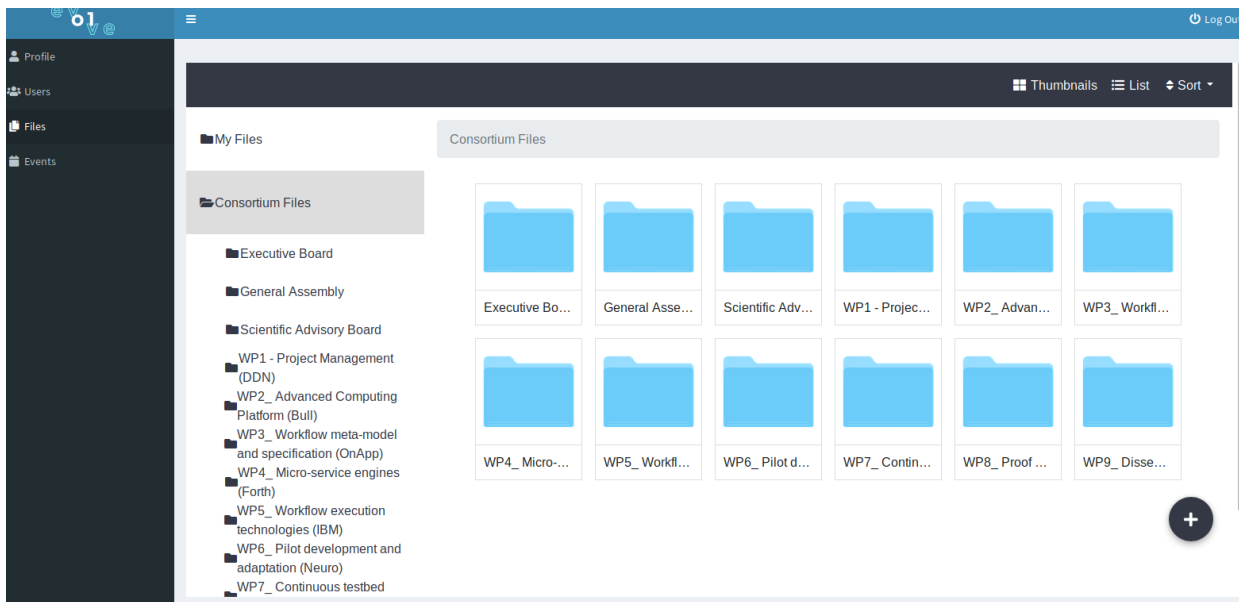 ev
ol
ve
Log Out
Profile
Users
Files
Events
Thumbnails List Sort
My Files
Consortium Files
Executive Board
General Assembly
Scientific Advisory Board
WP1 - Project Management
(DDN)
WP2_ Advanced Computing
Platform (Bull)
WP3_ Workflow meta-model
and specification (OnApp)
WP4_ Micro-service engines
(Forth)
WP5_ Workflow execution
technologies (IBM)
WP6_ Pilot development and
adaptation (Neuro)
WP7_ Continuous testbed
Consortium Files
Executive Bo...
General Asse...
Scientific Adv...
WP1 - Projec...
WP2_ Advan...
WP3_ Workfl...
WP4_ Micro-...
WP5_ Workfl...
WP6_ Pilot d...
WP7_ Contin...
WP8_ Proof ...
WP9_ Disse...